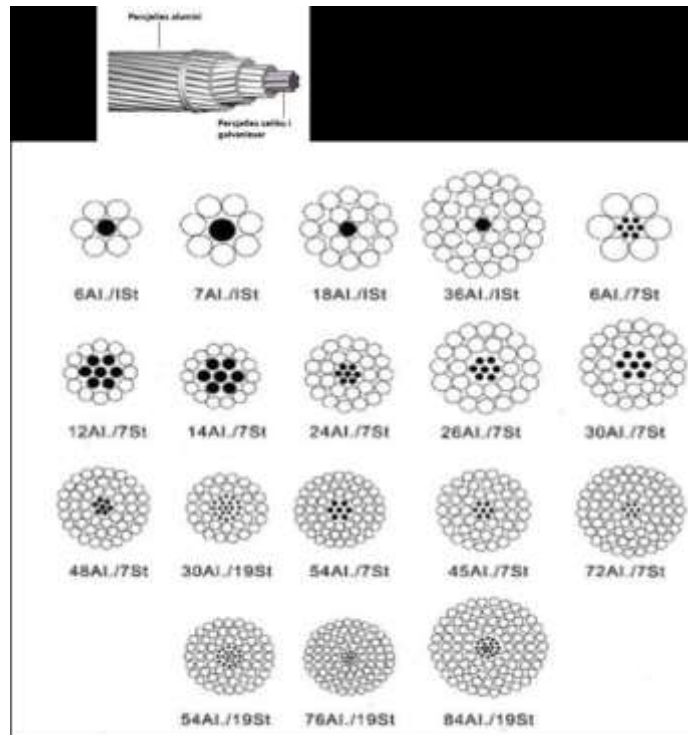 Persjelles alumini
Persjelles celiku i
galvanizuar
6Al./1St
7Al./1St
18Al./1St
36Al./1St
6Al./7St
12Al./7St
14Al./7St
24Al./7St
26Al./7St
30Al./7St
48Al./7St
30Al./19St
54Al./7St
45Al./7St
72Al./7St
54Al./19St
76Al./19St
84Al./19St